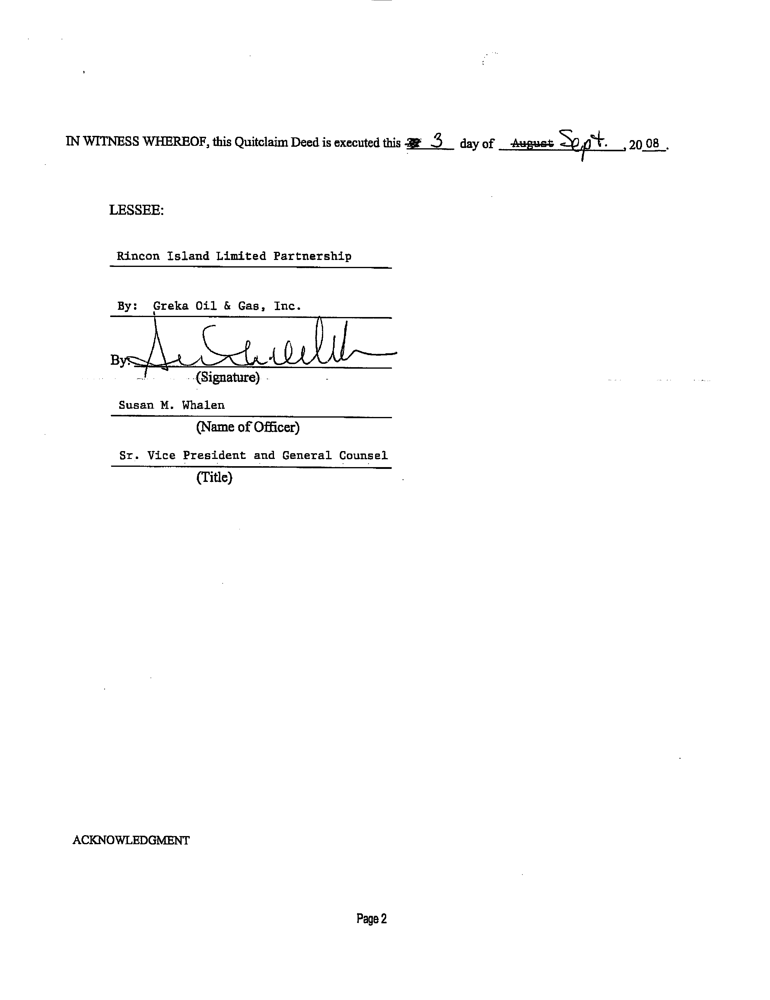 IN WITNESS WHEREOF, this Quitclaim Deed is executed this 3 day of August Sept. , 20 08 .
LESSEE:
Rincon Island Limited Partnership
By: Greka Oil & Gas, Inc.
By:
(Signature)
Susan M. Whalen
(Name of Officer)
Sr. Vice President and General Counsel
(Title)
ACKNOWLEDGMENT
Page 2